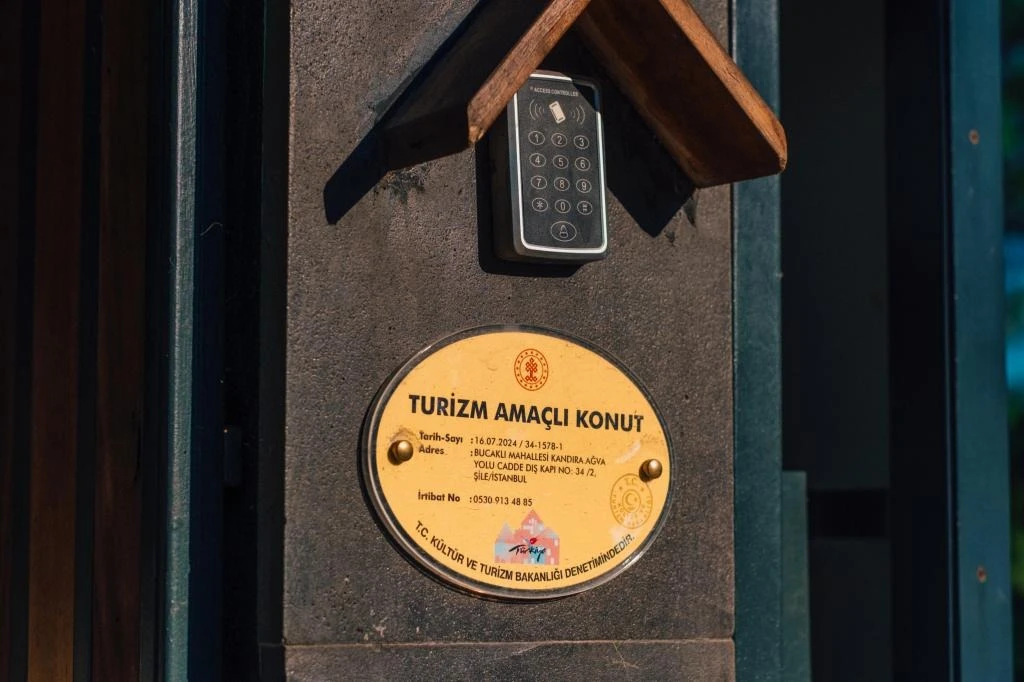 ACCESS CONTROLLER
1 2 3
4 5 6
7 8 9
* 0 #
TURİZM AMAÇLI KONUT
Tarih-Sayı : 16.07.2024 / 34-1578-1
Adres : BUCAKLI MAHALLESİ KANDIRA AĞVA
YOLU CADDE DIŞ KAPI NO: 34 /2,
ŞİLE/İSTANBUL
İrtibat No : 0530 913 48 85
T.C.
Türkiye
T.C. KÜLTÜR VE TURİZM BAKANLIĞI DENETİMİNDEDİR.